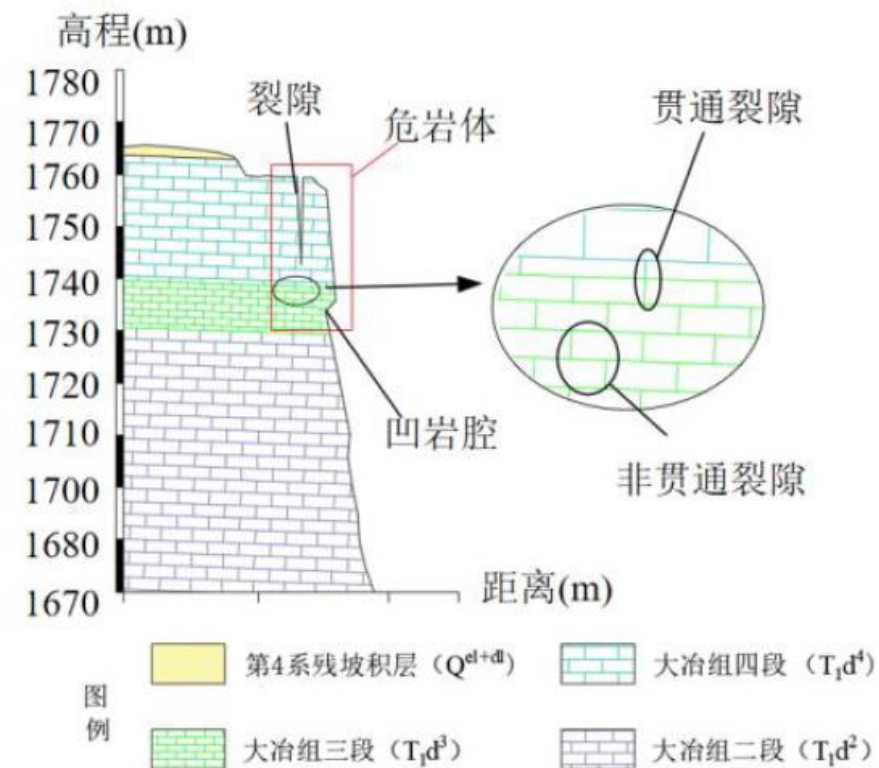 高程(m)
1780
1770
1760
1750
1740
1730
1720
1710
1700
1680
1670
裂隙
危岩体
贯通裂隙
凹岩腔
非贯通裂隙
距离(m)
图例
第4系残坡积层（Qel+dl）
大冶组四段（T1d4）
大冶组三段（T1d3）
大冶组二段（T1d2）